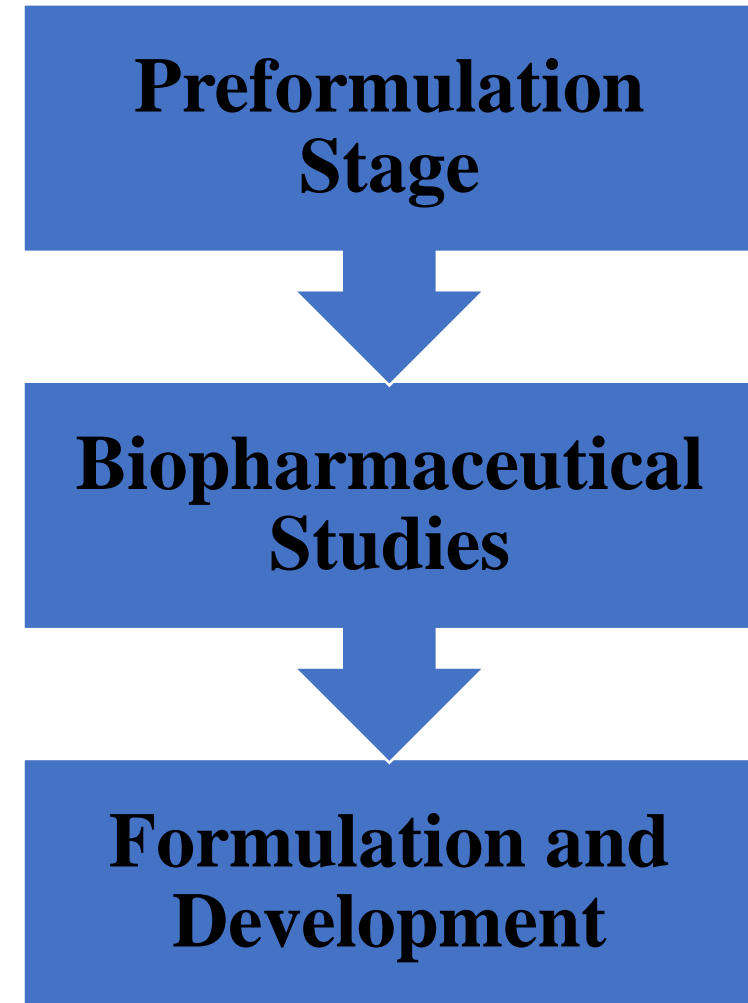 Preformulation
Stage
Biopharmaceutical
Studies
Formulation and
Development